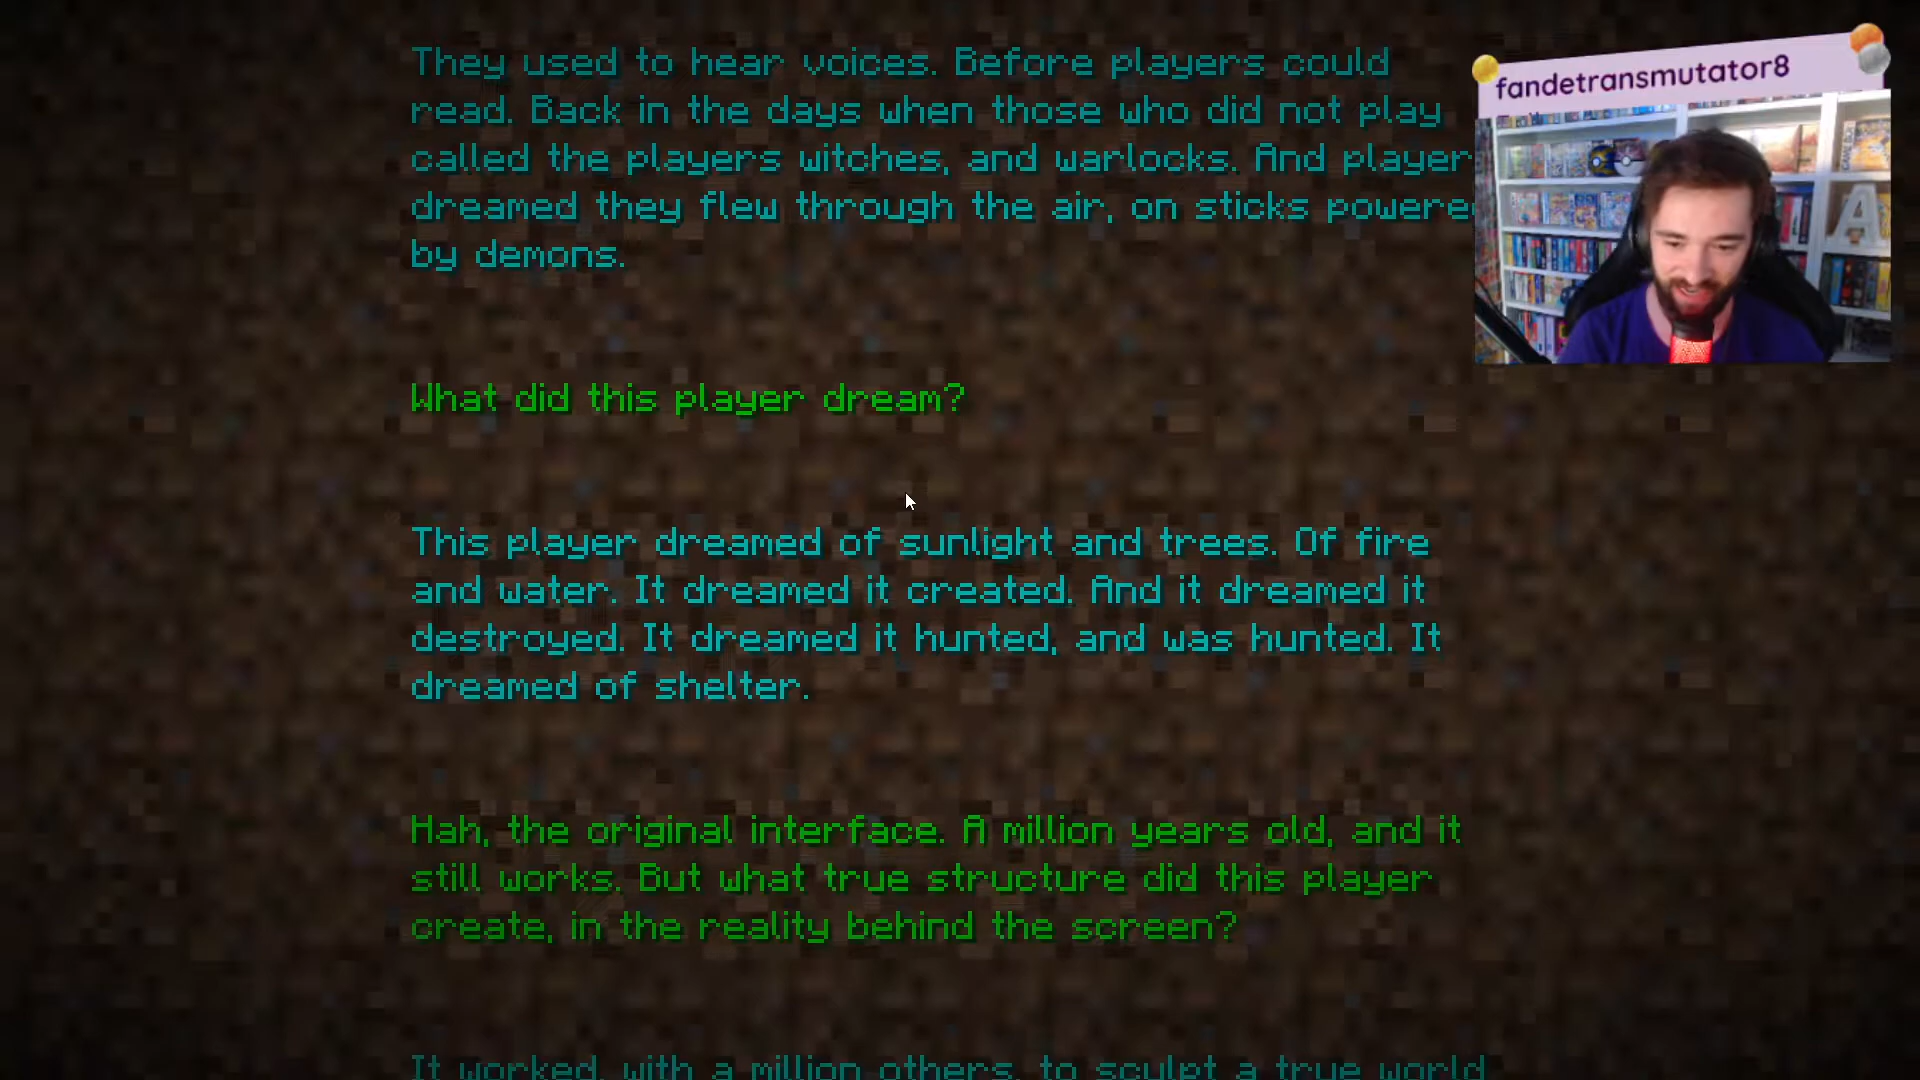 They used to hear voices. Before players could
read. Back in the days when those who did not play
called the players witches, and warlocks. And player
dreamed they flew through the air, on sticks powered
by demons.
fandetransmutator8
A
What did this player dream?
This player dreamed of sunlight and trees. Of fire
and water. It dreamed it created. And it dreamed it
destroyed. It dreamed it hunted, and was hunted. It
dreamed of shelter.
Hah, the original interface. A million years old, and it
still works. But what true structure did this player
create, in the reality behind the screen?
It worked, with a million others, to sculpt a true world